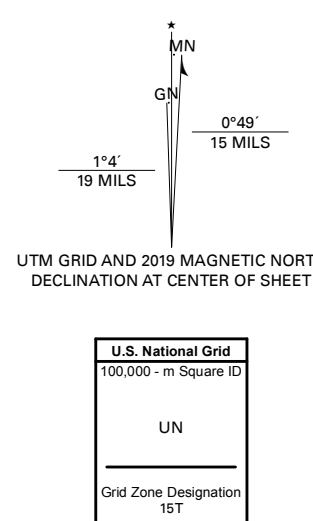 ★
MN
GN
0°49´
15 MILS
1°4´
19 MILS
UTM GRID AND 2019 MAGNETIC NORT
DECLINATION AT CENTER OF SHEET
U.S. National Grid
100,000 - m Square ID
UN
Grid Zone Designation
15T